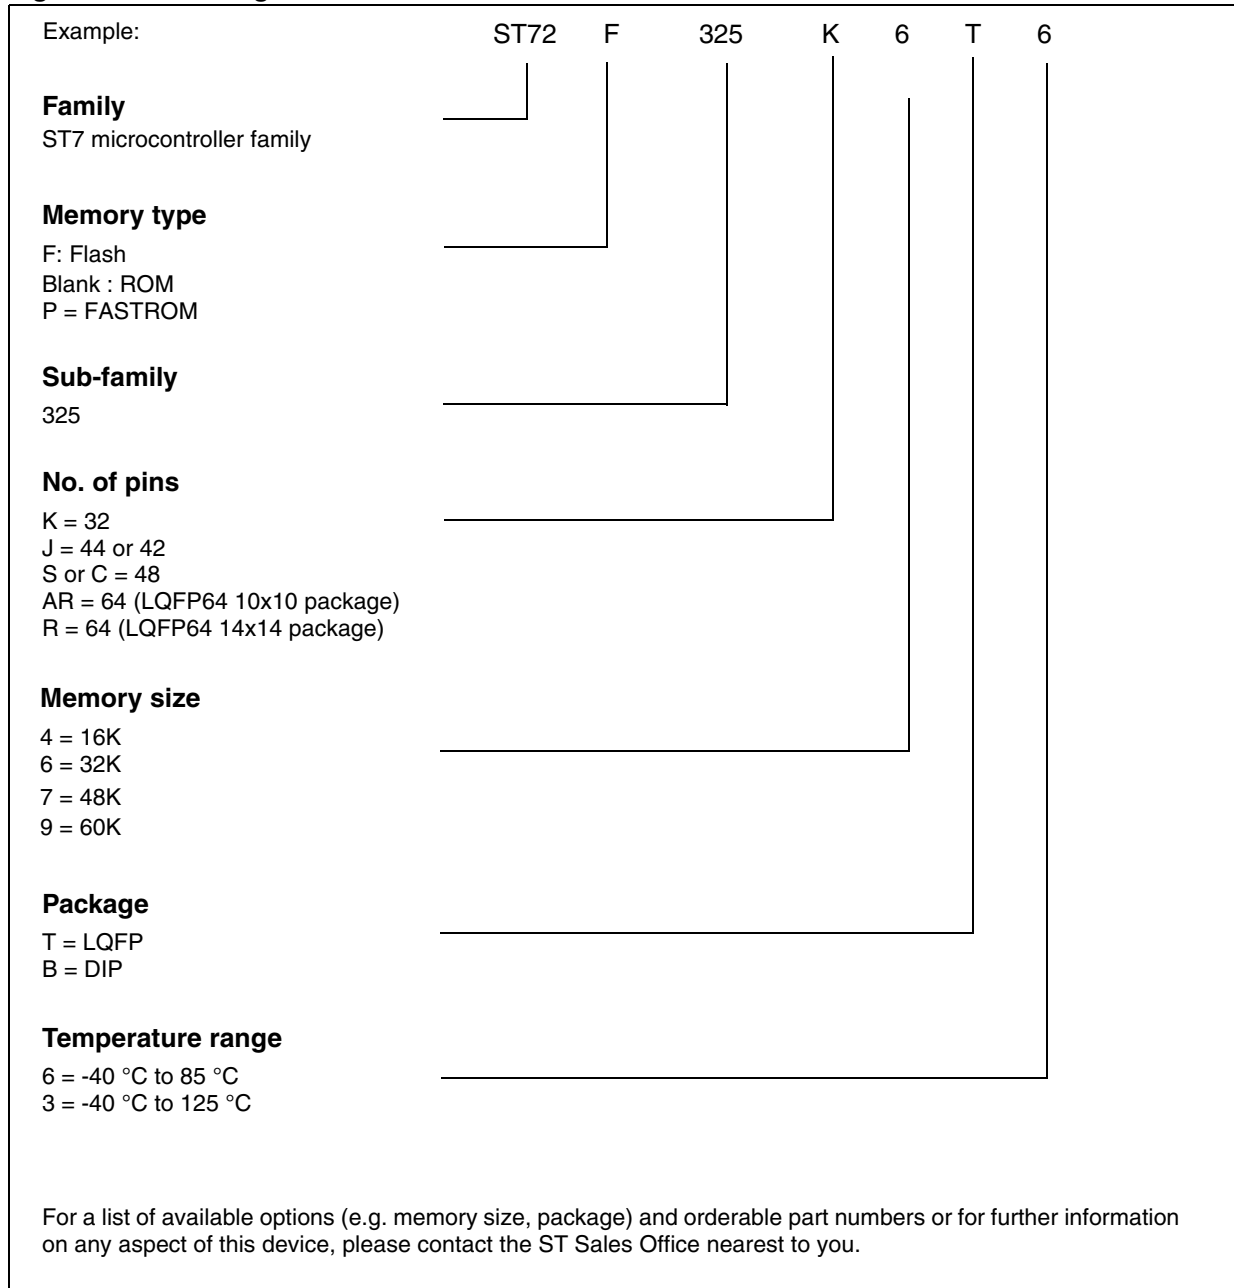 Example: ST72 F 325 K 6 T 6
Family
ST7 microcontroller family
Memory type
F: Flash
Blank : ROM
P = FASTROM
Sub-family
325
No. of pins
K = 32
J = 44 or 42
S or C = 48
AR = 64 (LQFP64 10x10 package)
R = 64 (LQFP64 14x14 package)
Memory size
4 = 16K
6 = 32K
7 = 48K
9 = 60K
Package
T = LQFP
B = DIP
Temperature range
6 = -40 °C to 85 °C
3 = -40 °C to 125 °C
For a list of available options (e.g. memory size, package) and orderable part numbers or for further information
on any aspect of this device, please contact the ST Sales Office nearest to you.